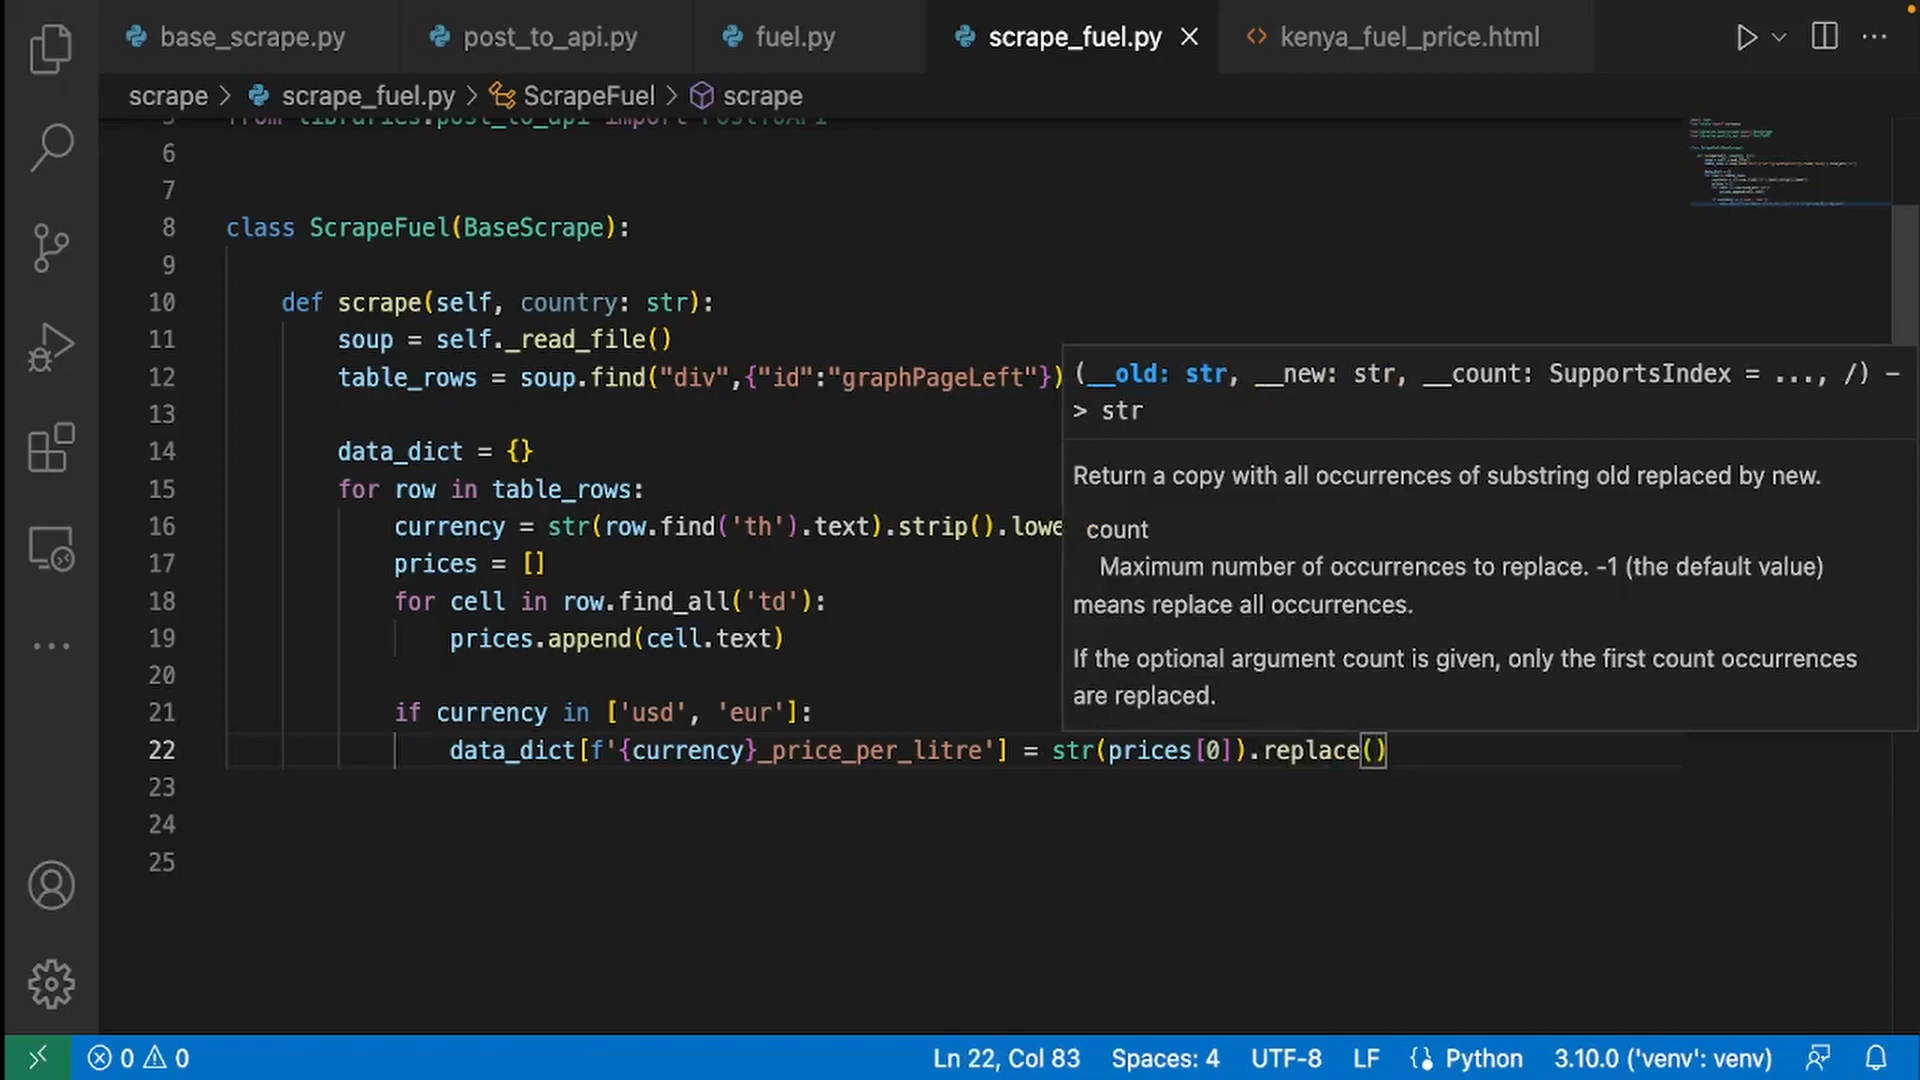 base_scrape.py
post_to_api.py
fuel.py
scrape_fuel.py
kenya_fuel_price.html
scrape > scrape_fuel.py > ScrapeFuel > scrape
5 from libraries.post_to_api import PostToAPI
6
7
8 class ScrapeFuel(BaseScrape):
9
10 def scrape(self, country: str):
11 soup = self._read_file()
12 table_rows = soup.find("div",{"id":"graphPageLeft"})
13
14 data_dict = {}
15 for row in table_rows:
16 currency = str(row.find('th').text).strip().lowe
17 prices = []
18 for cell in row.find_all('td'):
19 prices.append(cell.text)
20
21 if currency in ['usd', 'eur']:
22 data_dict[f'{currency}_price_per_litre'] = str(prices[0]).replace()
23
24
25
(__old: str, __new: str, __count: SupportsIndex = ..., /) −
> str
Return a copy with all occurrences of substring old replaced by new.
count
Maximum number of occurrences to replace. -1 (the default value)
means replace all occurrences.
If the optional argument count is given, only the first count occurrences
are replaced.
0 0
Ln 22, Col 83
Spaces: 4
UTF-8
LF
Python
3.10.0 ('venv': venv)